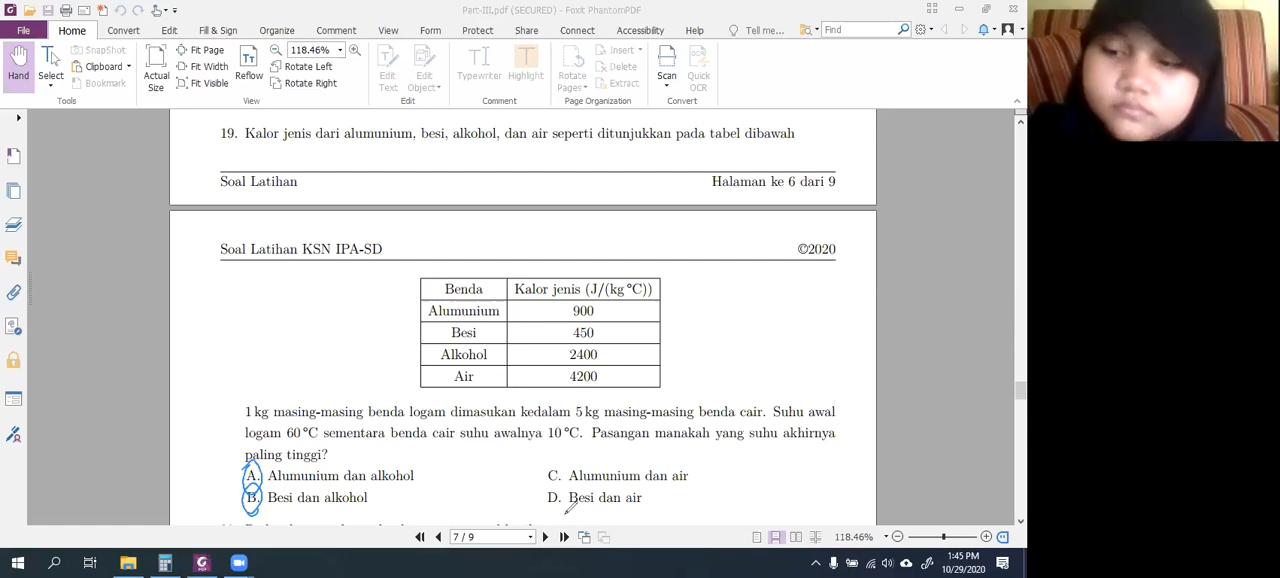 Part-III.pdf (SECURED) - Foxit PhantomPDF
File Home Convert Edit Fill & Sign Organize Comment View Form Protect Share Connect Accessibility Help Tell me... Find
Hand
Select
SnapShot
Clipboard
Bookmark
Tools
Actual Size
Fit Page
Fit Width
Fit Visible
Reflow
118.46%
Rotate Left
Rotate Right
View
Edit Text
Edit Object
Edit
Typewriter
Highlight
Comment
Rotate Pages
Insert
Delete
Extract
Page Organization
Scan
Quick OCR
Convert
19. Kalor jenis dari alumunium, besi, alkohol, dan air seperti ditunjukkan pada tabel dibawah
Soal Latihan Halaman ke 6 dari 9
Soal Latihan KSN IPA-SD ©2020
Benda Kalor jenis (J/(kg °C))
Alumunium 900
Besi 450
Alkohol 2400
Air 4200
1 kg masing-masing benda logam dimasukan kedalam 5 kg masing-masing benda cair. Suhu awal
logam 60 °C sementara benda cair suhu awalnya 10 °C. Pasangan manakah yang suhu akhirnya
paling tinggi?
A. Alumunium dan alkohol C. Alumunium dan air
B. Besi dan alkohol D. Besi dan air
7 / 9 118.46%
1:45 PM
10/29/2020